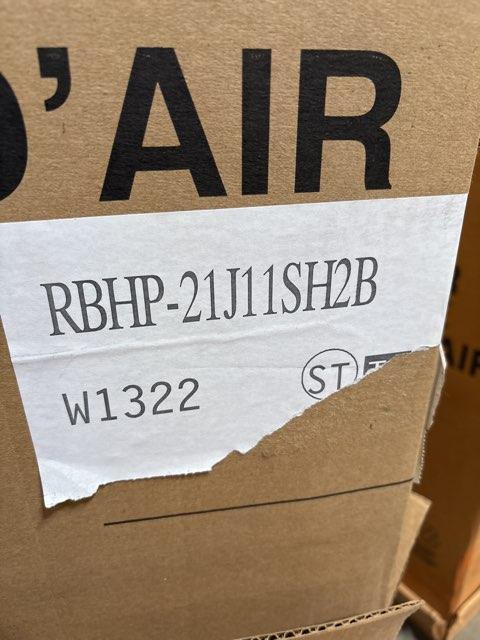 D'AIR
RBHP-21J11SH2B
W1322
ST
AIR